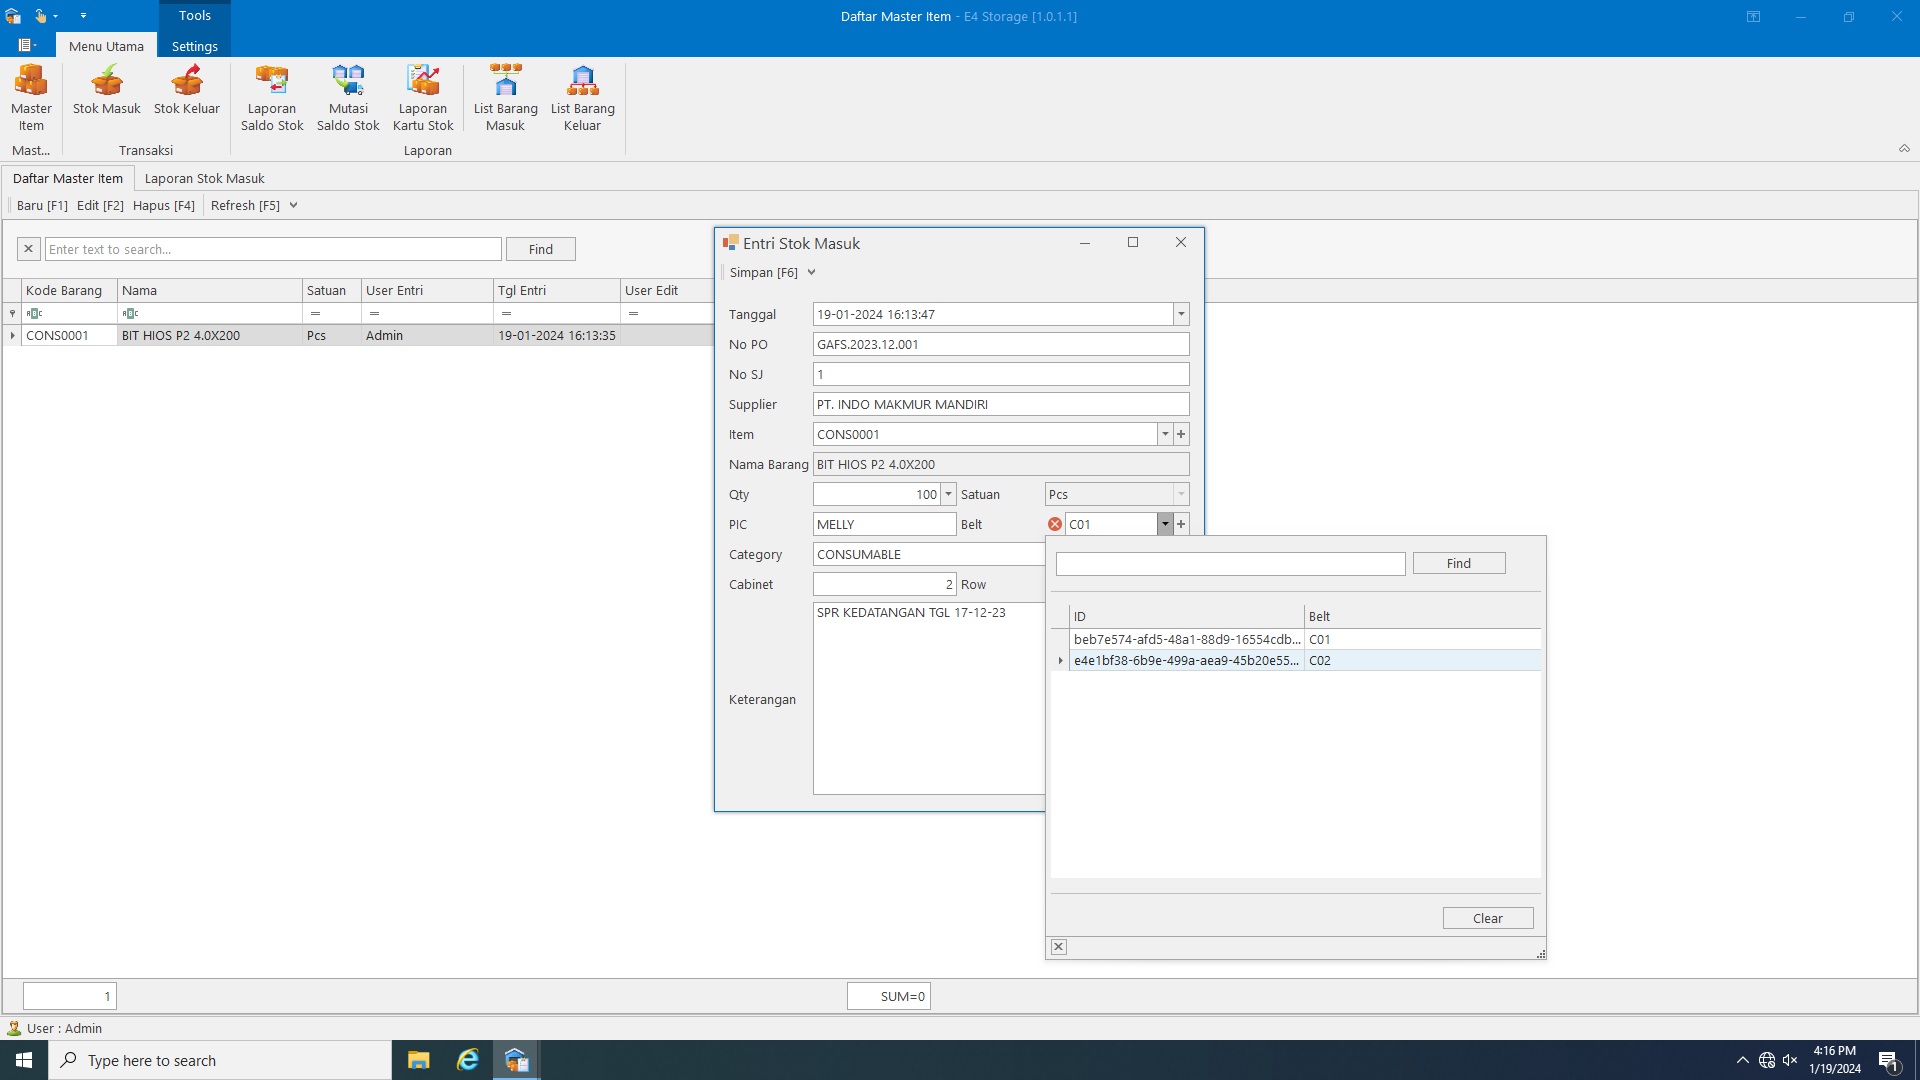 Tools
Daftar Master Item - E4 Storage [1.0.1.1]
Menu Utama
Settings
Master Item
Stok Masuk
Stok Keluar
Laporan Saldo Stok
Mutasi Saldo Stok
Laporan Kartu Stok
List Barang Masuk
List Barang Keluar
Mast...
Transaksi
Laporan
Daftar Master Item
Laporan Stok Masuk
Baru [F1] Edit [F2] Hapus [F4] Refresh [F5]
Enter text to search...
Find
Kode Barang Nama Satuan User Entri Tgl Entri User Edit
CONS0001 BIT HIOS P2 4.0X200 Pcs Admin 19-01-2024 16:13:35
Entri Stok Masuk
Simpan [F6]
Tanggal 19-01-2024 16:13:47
No PO GAFS.2023.12.001
No SJ 1
Supplier PT. INDO MAKMUR MANDIRI
Item CONS0001
Nama Barang BIT HIOS P2 4.0X200
Qty 100 Satuan Pcs
PIC MELLY Belt C01
Category CONSUMABLE
Cabinet 2 Row
Keterangan SPR KEDATANGAN TGL 17-12-23
Find
ID Belt
beb7e574-afd5-48a1-88d9-16554cdb... C01
e4e1bf38-6b9e-499a-aea9-45b20e55... C02
Clear
1
SUM=0
User : Admin
Type here to search
4:16 PM
1/19/2024
1